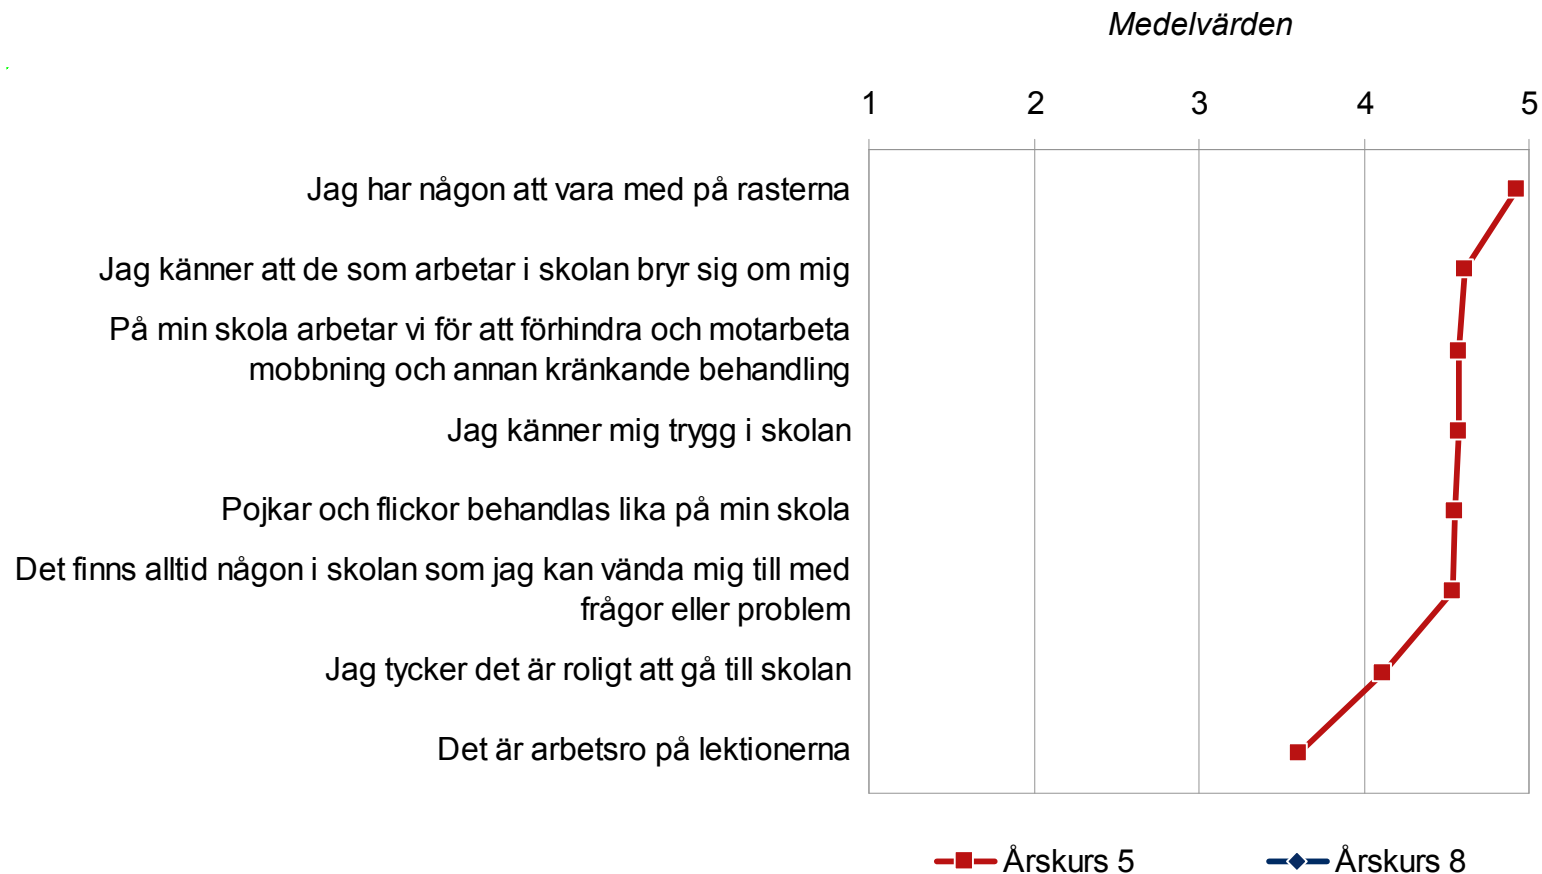 Medelvärden
1 2 3 4 5
Jag har någon att vara med på rasterna
Jag känner att de som arbetar i skolan bryr sig om mig
På min skola arbetar vi för att förhindra och motarbeta
mobbning och annan kränkande behandling
Jag känner mig trygg i skolan
Pojkar och flickor behandlas lika på min skola
Det finns alltid någon i skolan som jag kan vända mig till med
frågor eller problem
Jag tycker det är roligt att gå till skolan
Det är arbetsro på lektionerna
Årskurs 5 Årskurs 8